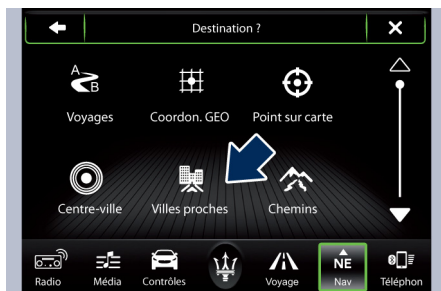 Destination ?
A
B
Voyages Coordon. GEO Point sur carte
Centre-ville Villes proches Chemins
NE
Radio Média Contrôles Voyage Nav Téléphon